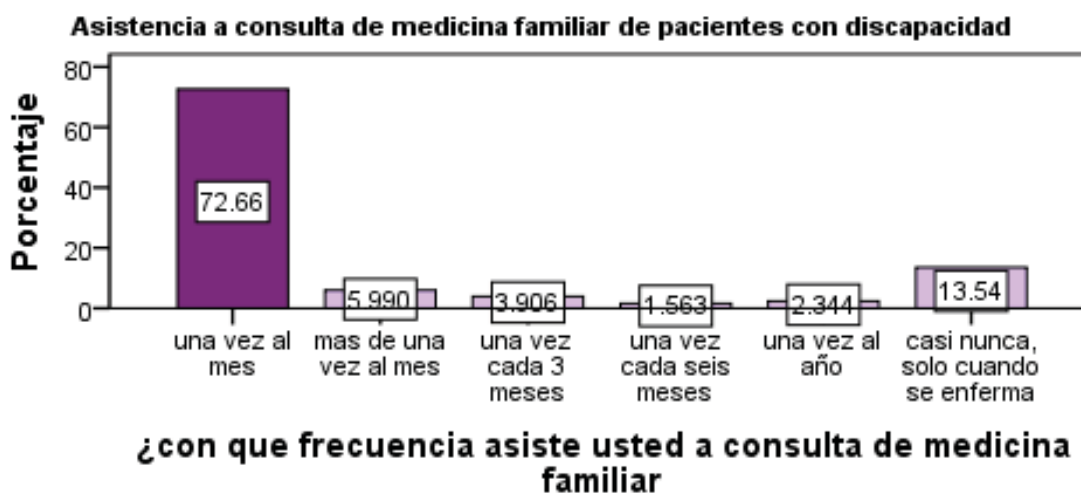 Asistencia a consulta de medicina familiar de pacientes con discapacidad
Porcentaje
80
60
40
20
0
72.66
5.990
3.906
1.563
2.344
13.54
una vez al
mes
mas de una
vez al mes
una vez
cada 3
meses
una vez
cada seis
meses
una vez al
año
casi nunca,
solo cuando
se enferma
¿con que frecuencia asiste usted a consulta de medicina
familiar